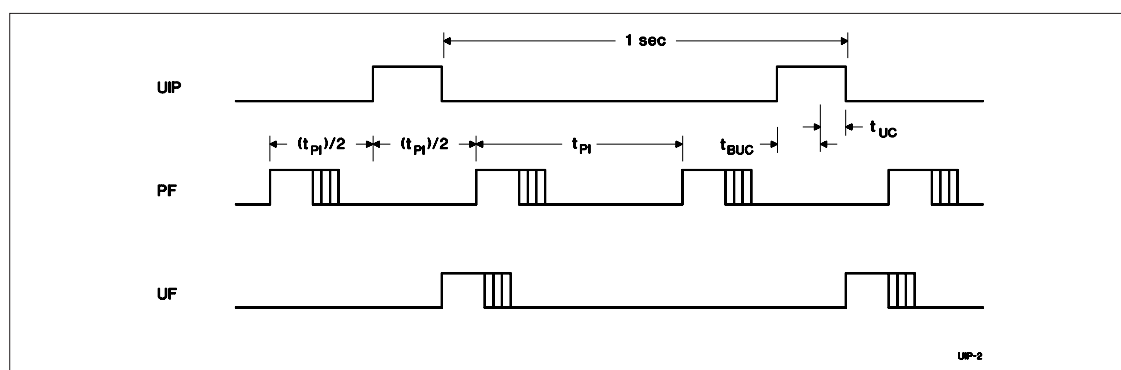 1 sec
UIP
(tPI)/2
(tPI)/2
tPI
tBUC
tUC
PF
UF
UIP-2